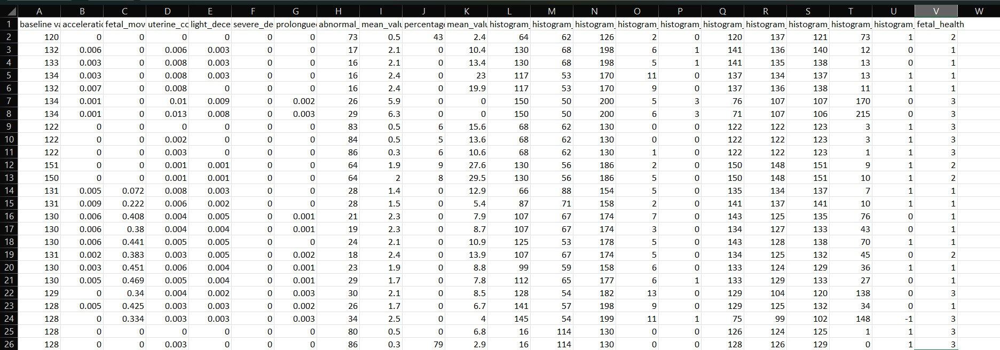 A B C D E F G H I J K L M N O P Q R S T U V W
1 baseline va acceleratic fetal_mov uterine_cc light_dece severe_de prolongue abnormal_ mean_valu percentage mean_valu histogram_ histogram_ histogram_ histogram_ histogram_ histogram_ histogram_ histogram_ histogram_ histogram_ fetal_health
2 120 0 0 0 0 0 0 73 0.5 43 2.4 64 62 126 2 0 120 137 121 73 1 2
3 132 0.006 0 0.006 0.003 0 0 17 2.1 0 10.4 130 68 198 6 1 141 136 140 12 0 1
4 133 0.003 0 0.008 0.003 0 0 16 2.1 0 13.4 130 68 198 5 1 141 135 138 13 0 1
5 134 0.003 0 0.008 0.003 0 0 16 2.4 0 23 117 53 170 11 0 137 134 137 13 1 1
6 132 0.007 0 0.008 0 0 0 16 2.4 0 19.9 117 53 170 9 0 137 136 138 11 1 1
7 134 0.001 0 0.01 0.009 0 0.002 26 5.9 0 0 150 50 200 5 3 76 107 107 170 0 3
8 134 0.001 0 0.013 0.008 0 0.003 29 6.3 0 0 150 50 200 6 3 71 107 106 215 0 3
9 122 0 0 0 0 0 0 83 0.5 6 15.6 68 62 130 0 0 122 122 123 3 1 3
10 122 0 0 0.002 0 0 0 84 0.5 5 13.6 68 62 130 0 0 122 122 123 3 1 3
11 122 0 0 0.003 0 0 0 86 0.3 6 10.6 68 62 130 1 0 122 122 123 1 1 3
12 151 0 0 0.001 0.001 0 0 64 1.9 9 27.6 130 56 186 2 0 150 148 151 9 1 2
13 150 0 0 0.001 0.001 0 0 64 2 8 29.5 130 56 186 5 0 150 148 151 10 1 2
14 131 0.005 0.072 0.008 0.003 0 0 28 1.4 0 12.9 66 88 154 5 0 135 134 137 7 1 1
15 131 0.009 0.222 0.006 0.002 0 0 28 1.5 0 5.4 87 71 158 2 0 141 137 141 10 1 1
16 130 0.006 0.408 0.004 0.005 0 0.001 21 2.3 0 7.9 107 67 174 7 0 143 125 135 76 0 1
17 130 0.006 0.38 0.004 0.004 0 0.001 19 2.3 0 8.7 107 67 174 3 0 134 127 133 43 0 1
18 130 0.006 0.441 0.005 0.005 0 0 24 2.1 0 10.9 125 53 178 5 0 143 128 138 70 1 1
19 131 0.002 0.383 0.003 0.005 0 0.002 18 2.4 0 13.9 107 67 174 5 0 134 125 132 45 0 2
20 130 0.003 0.451 0.006 0.004 0 0.001 23 1.9 0 8.8 99 59 158 6 0 133 124 129 36 1 1
21 130 0.005 0.469 0.005 0.004 0 0.001 29 1.7 0 7.8 112 65 177 6 1 133 129 133 27 0 1
22 129 0 0.34 0.004 0.002 0 0.003 30 2.1 0 8.5 128 54 182 13 0 129 104 120 138 0 3
23 128 0.005 0.425 0.003 0.003 0 0.002 26 1.7 0 6.7 141 57 198 9 0 129 125 132 34 0 1
24 128 0 0.334 0.003 0.003 0 0.003 34 2.5 0 4 145 54 199 11 1 75 99 102 148 -1 3
25 128 0 0 0 0 0 0 80 0.5 0 6.8 16 114 130 0 0 126 124 125 1 1 3
26 128 0 0 0.003 0 0 0 86 0.3 79 2.9 16 114 130 0 0 128 126 129 0 1 3